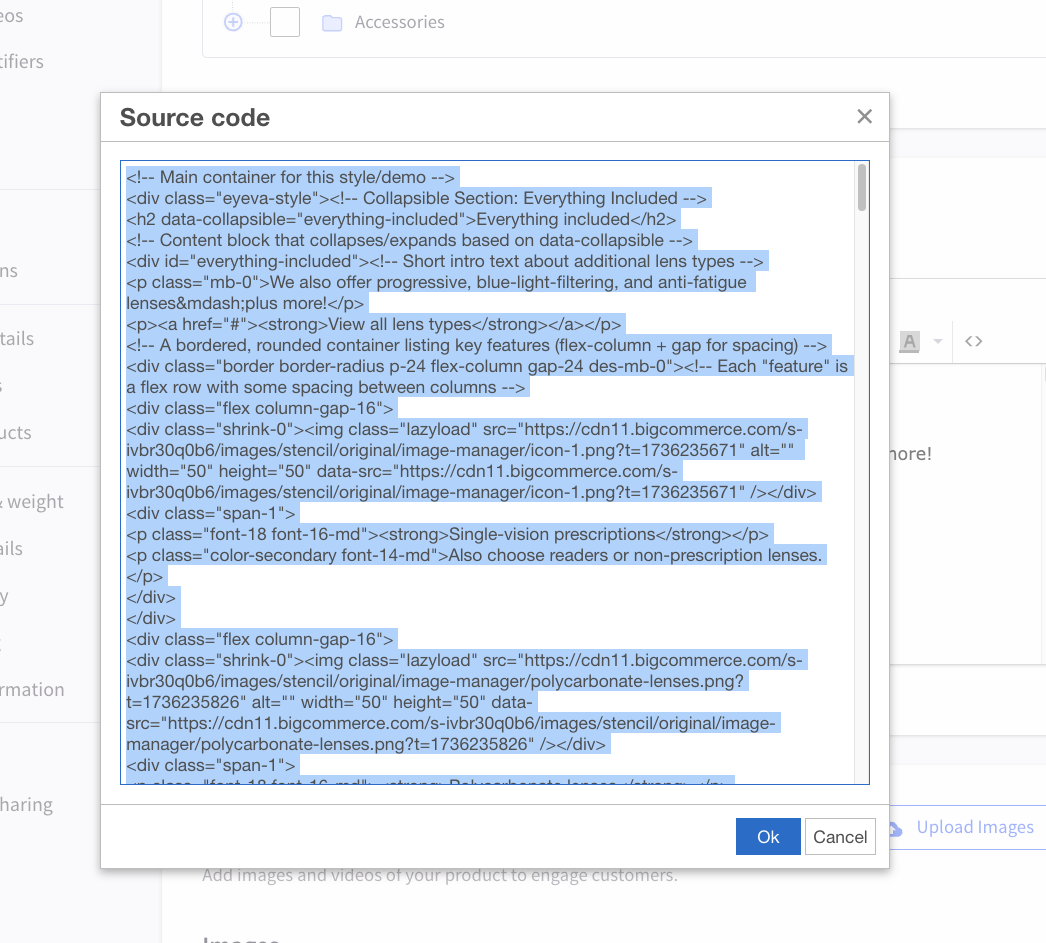 Accessories
Source code
<!-- Main container for this style/demo -->
<div class="eyeva-style"><!-- Collapsible Section: Everything Included -->
<h2 data-collapsible="everything-included">Everything included</h2>
<!-- Content block that collapses/expands based on data-collapsible -->
<div id="everything-included"><!-- Short intro text about additional lens types -->
<p class="mb-0">We also offer progressive, blue-light-filtering, and anti-fatigue
lenses&mdash;plus more!</p>
<p><a href="#"><strong>View all lens types</strong></a></p>
<!-- A bordered, rounded container listing key features (flex-column + gap for spacing) -->
<div class="border border-radius p-24 flex-column gap-24 des-mb-0"><!-- Each "feature" is
a flex row with some spacing between columns -->
<div class="flex column-gap-16">
<div class="shrink-0"><img class="lazyload" src="https://cdn11.bigcommerce.com/s-
ivbr30q0b6/images/stencil/original/image-manager/icon-1.png?t=1736235671" alt=""
width="50" height="50" data-src="https://cdn11.bigcommerce.com/s-
ivbr30q0b6/images/stencil/original/image-manager/icon-1.png?t=1736235671" /></div>
<div class="span-1">
<p class="font-18 font-16-md"><strong>Single-vision prescriptions</strong></p>
<p class="color-secondary font-14-md">Also choose readers or non-prescription lenses.
</p>
</div>
</div>
<div class="flex column-gap-16">
<div class="shrink-0"><img class="lazyload" src="https://cdn11.bigcommerce.com/s-
ivbr30q0b6/images/stencil/original/image-manager/polycarbonate-lenses.png?
t=1736235826" alt="" width="50" height="50" data-
src="https://cdn11.bigcommerce.com/s-ivbr30q0b6/images/stencil/original/image-
manager/polycarbonate-lenses.png?t=1736235826" /></div>
<div class="span-1">
<p class="font-18 font-16-md"><strong>Polycarbonate lenses</strong></p>
Ok
Cancel
eos
tifiers
ns
tails
s
ucts
& weight
ails
y
rmation
haring
A
<>
nore!
Upload Images
Add images and videos of your product to engage customers.
Images